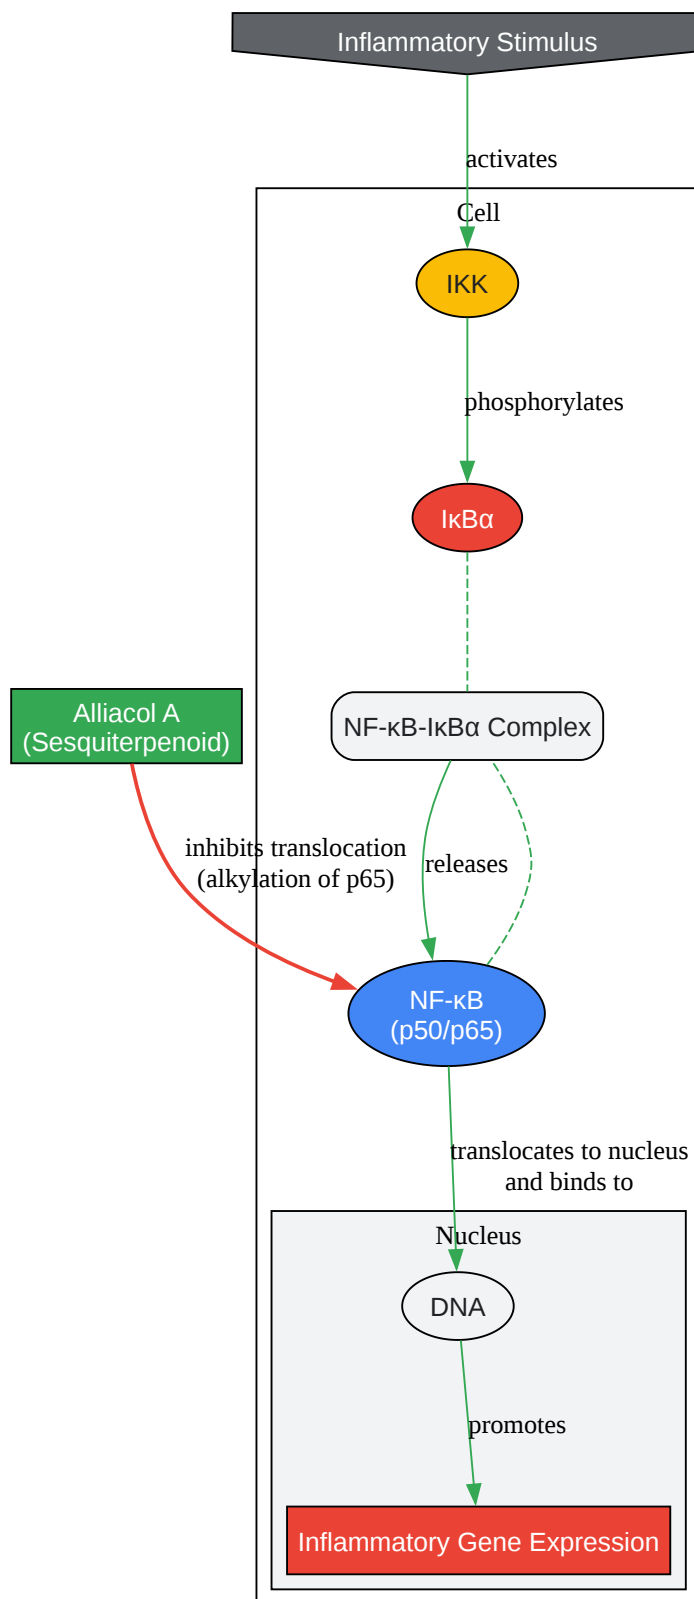 Inflammatory Stimulus
activates
Cell
IKK
phosphorylates
IκBα
Alliacol A
(Sesquiterpenoid)
NF-κB-IκBα Complex
inhibits translocation
(alkylation of p65)
releases
NF-κB
(p50/p65)
translocates to nucleus
and binds to
Nucleus
DNA
promotes
Inflammatory Gene Expression